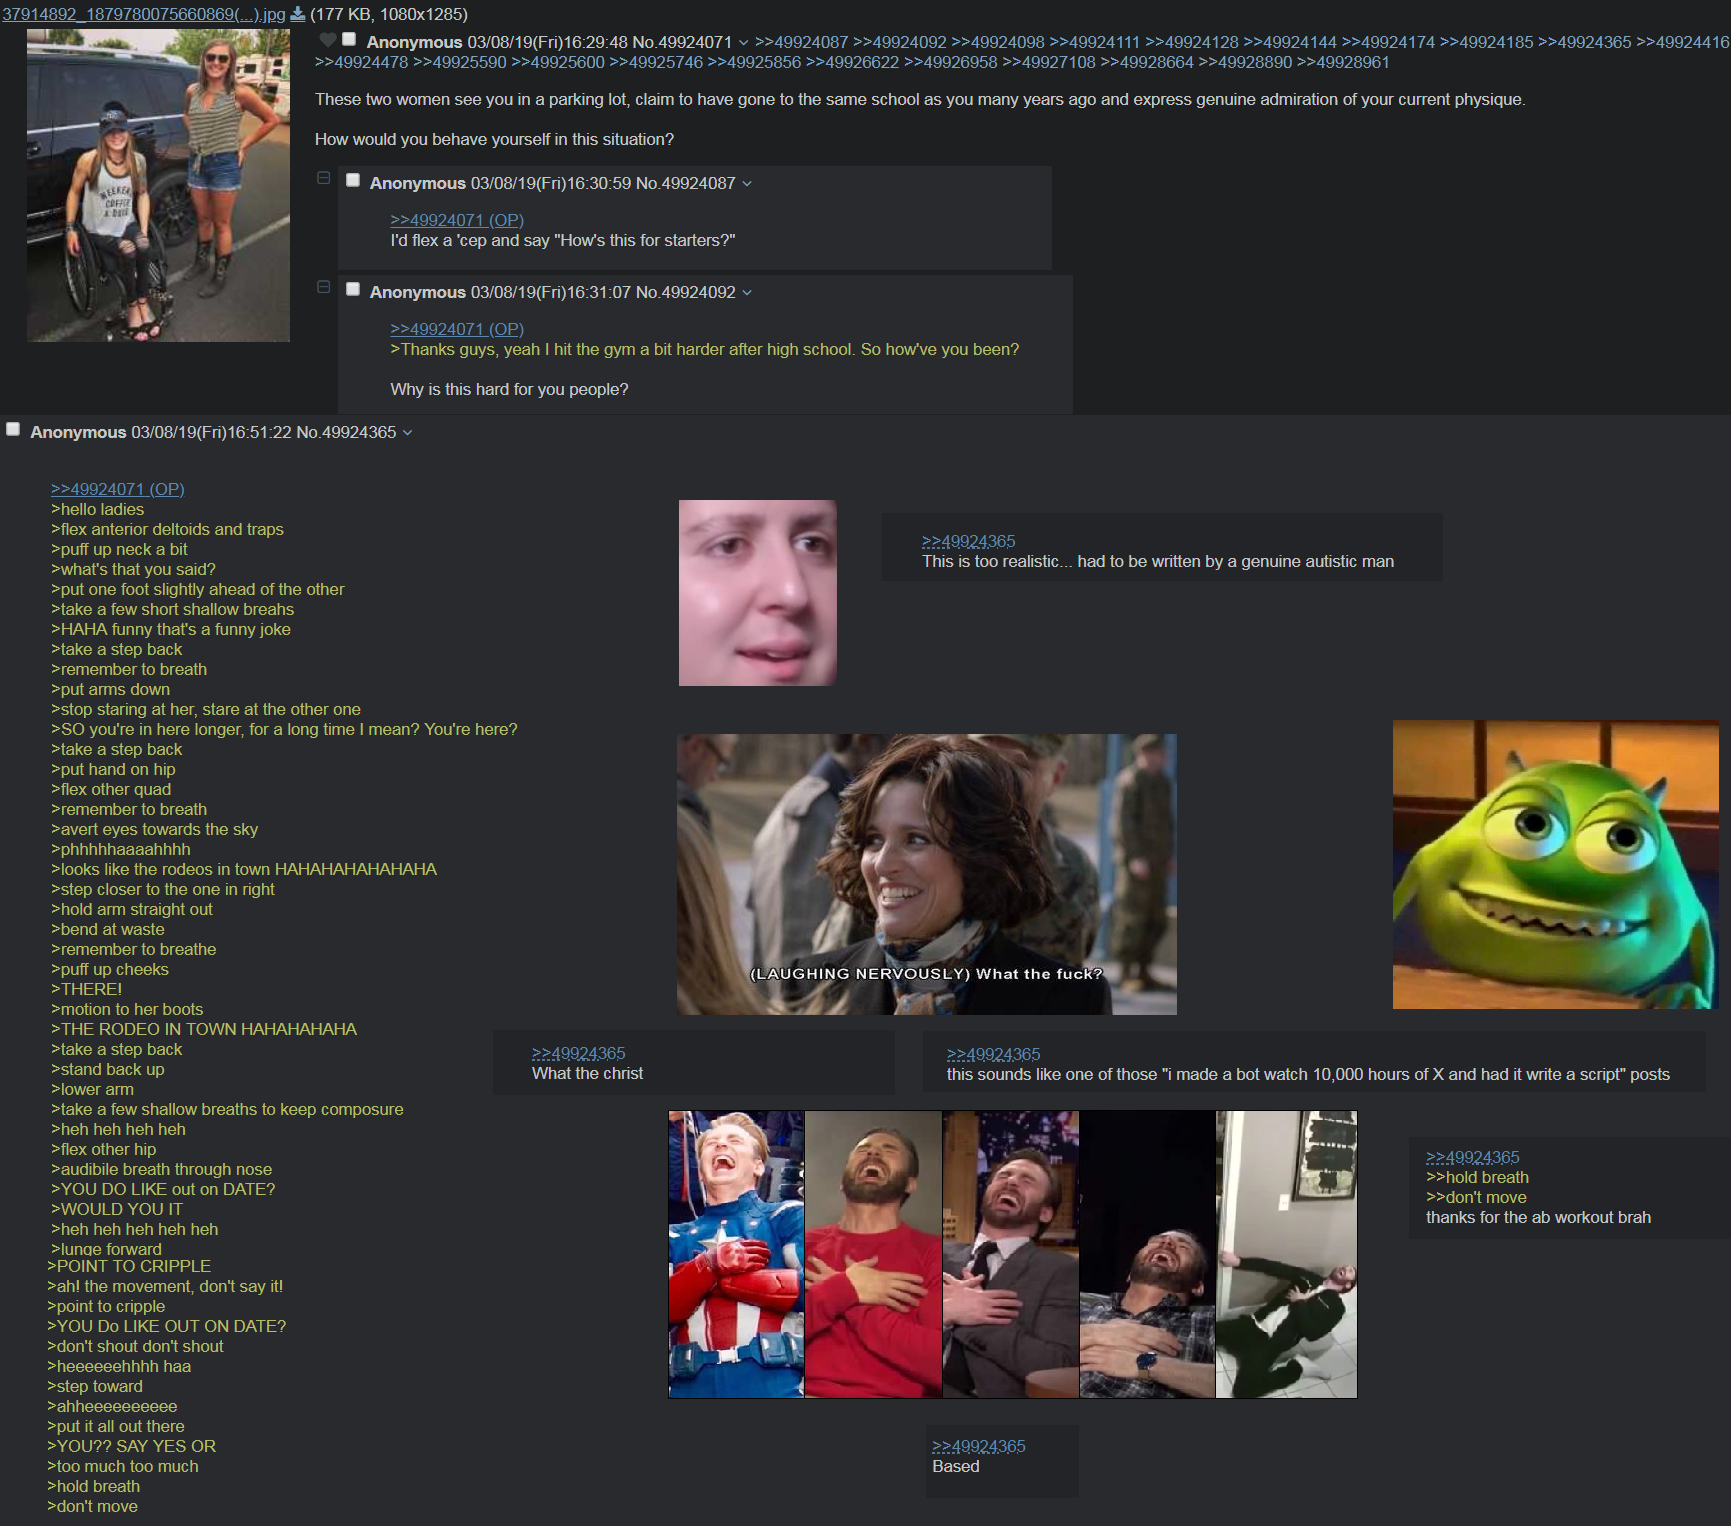 37914892_1879780075660869(...).jpg (177 KB, 1080x1285)
Anonymous 03/08/19(Fri)16:29:48 No.49924071 >>49924087 >>49924092 >>49924098 >>49924111 >>49924128 >>49924144 >>49924174 >>49924185 >>49924365 >>49924416
>>49924478 >>49925590 >>49925600 >>49925746 >>49925856 >>49926622 >>49926958 >>49927108 >>49928664 >>49928890 >>49928961
These two women see you in a parking lot, claim to have gone to the same school as you many years ago and express genuine admiration of your current physique.
How would you behave yourself in this situation?
WEEKENDS
COFFEE
& DOGS
Anonymous 03/08/19(Fri)16:30:59 No.49924087
>>49924071 (OP)
I'd flex a 'cep and say "How's this for starters?"
Anonymous 03/08/19(Fri)16:31:07 No.49924092
>>49924071 (OP)
>Thanks guys, yeah I hit the gym a bit harder after high school. So how've you been?
Why is this hard for you people?
Anonymous 03/08/19(Fri)16:51:22 No.49924365
>>49924071 (OP)
>hello ladies
>flex anterior deltoids and traps
>puff up neck a bit
>what's that you said?
>put one foot slightly ahead of the other
>take a few short shallow breahs
>HAHA funny that's a funny joke
>take a step back
>remember to breath
>put arms down
>stop staring at her, stare at the other one
>SO you're in here longer, for a long time I mean? You're here?
>take a step back
>put hand on hip
>flex other quad
>remember to breath
>avert eyes towards the sky
>phhhhhaaaahhhh
>looks like the rodeos in town HAHAHAHAHAHAHA
>step closer to the one in right
>hold arm straight out
>bend at waste
>remember to breathe
>puff up cheeks
>THERE!
>motion to her boots
>THE RODEO IN TOWN HAHAHAHAHA
>take a step back
>stand back up
>lower arm
>take a few shallow breaths to keep composure
>heh heh heh heh
>flex other hip
>audibile breath through nose
>YOU DO LIKE out on DATE?
>WOULD YOU IT
>heh heh heh heh heh
>lunge forward
>POINT TO CRIPPLE
>ah! the movement, don't say it!
>point to cripple
>YOU Do LIKE OUT ON DATE?
>don't shout don't shout
>heeeeeehhhh haa
>step toward
>ahheeeeeeeeee
>put it all out there
>YOU?? SAY YES OR
>too much too much
>hold breath
>don't move
>>49924365
This is too realistic... had to be written by a genuine autistic man
(LAUGHING NERVOUSLY) What the fuck?
>>49924365
What the christ
>>49924365
this sounds like one of those "i made a bot watch 10,000 hours of X and had it write a script" posts
>>49924365
>>hold breath
>>don't move
thanks for the ab workout brah
>>49924365
Based